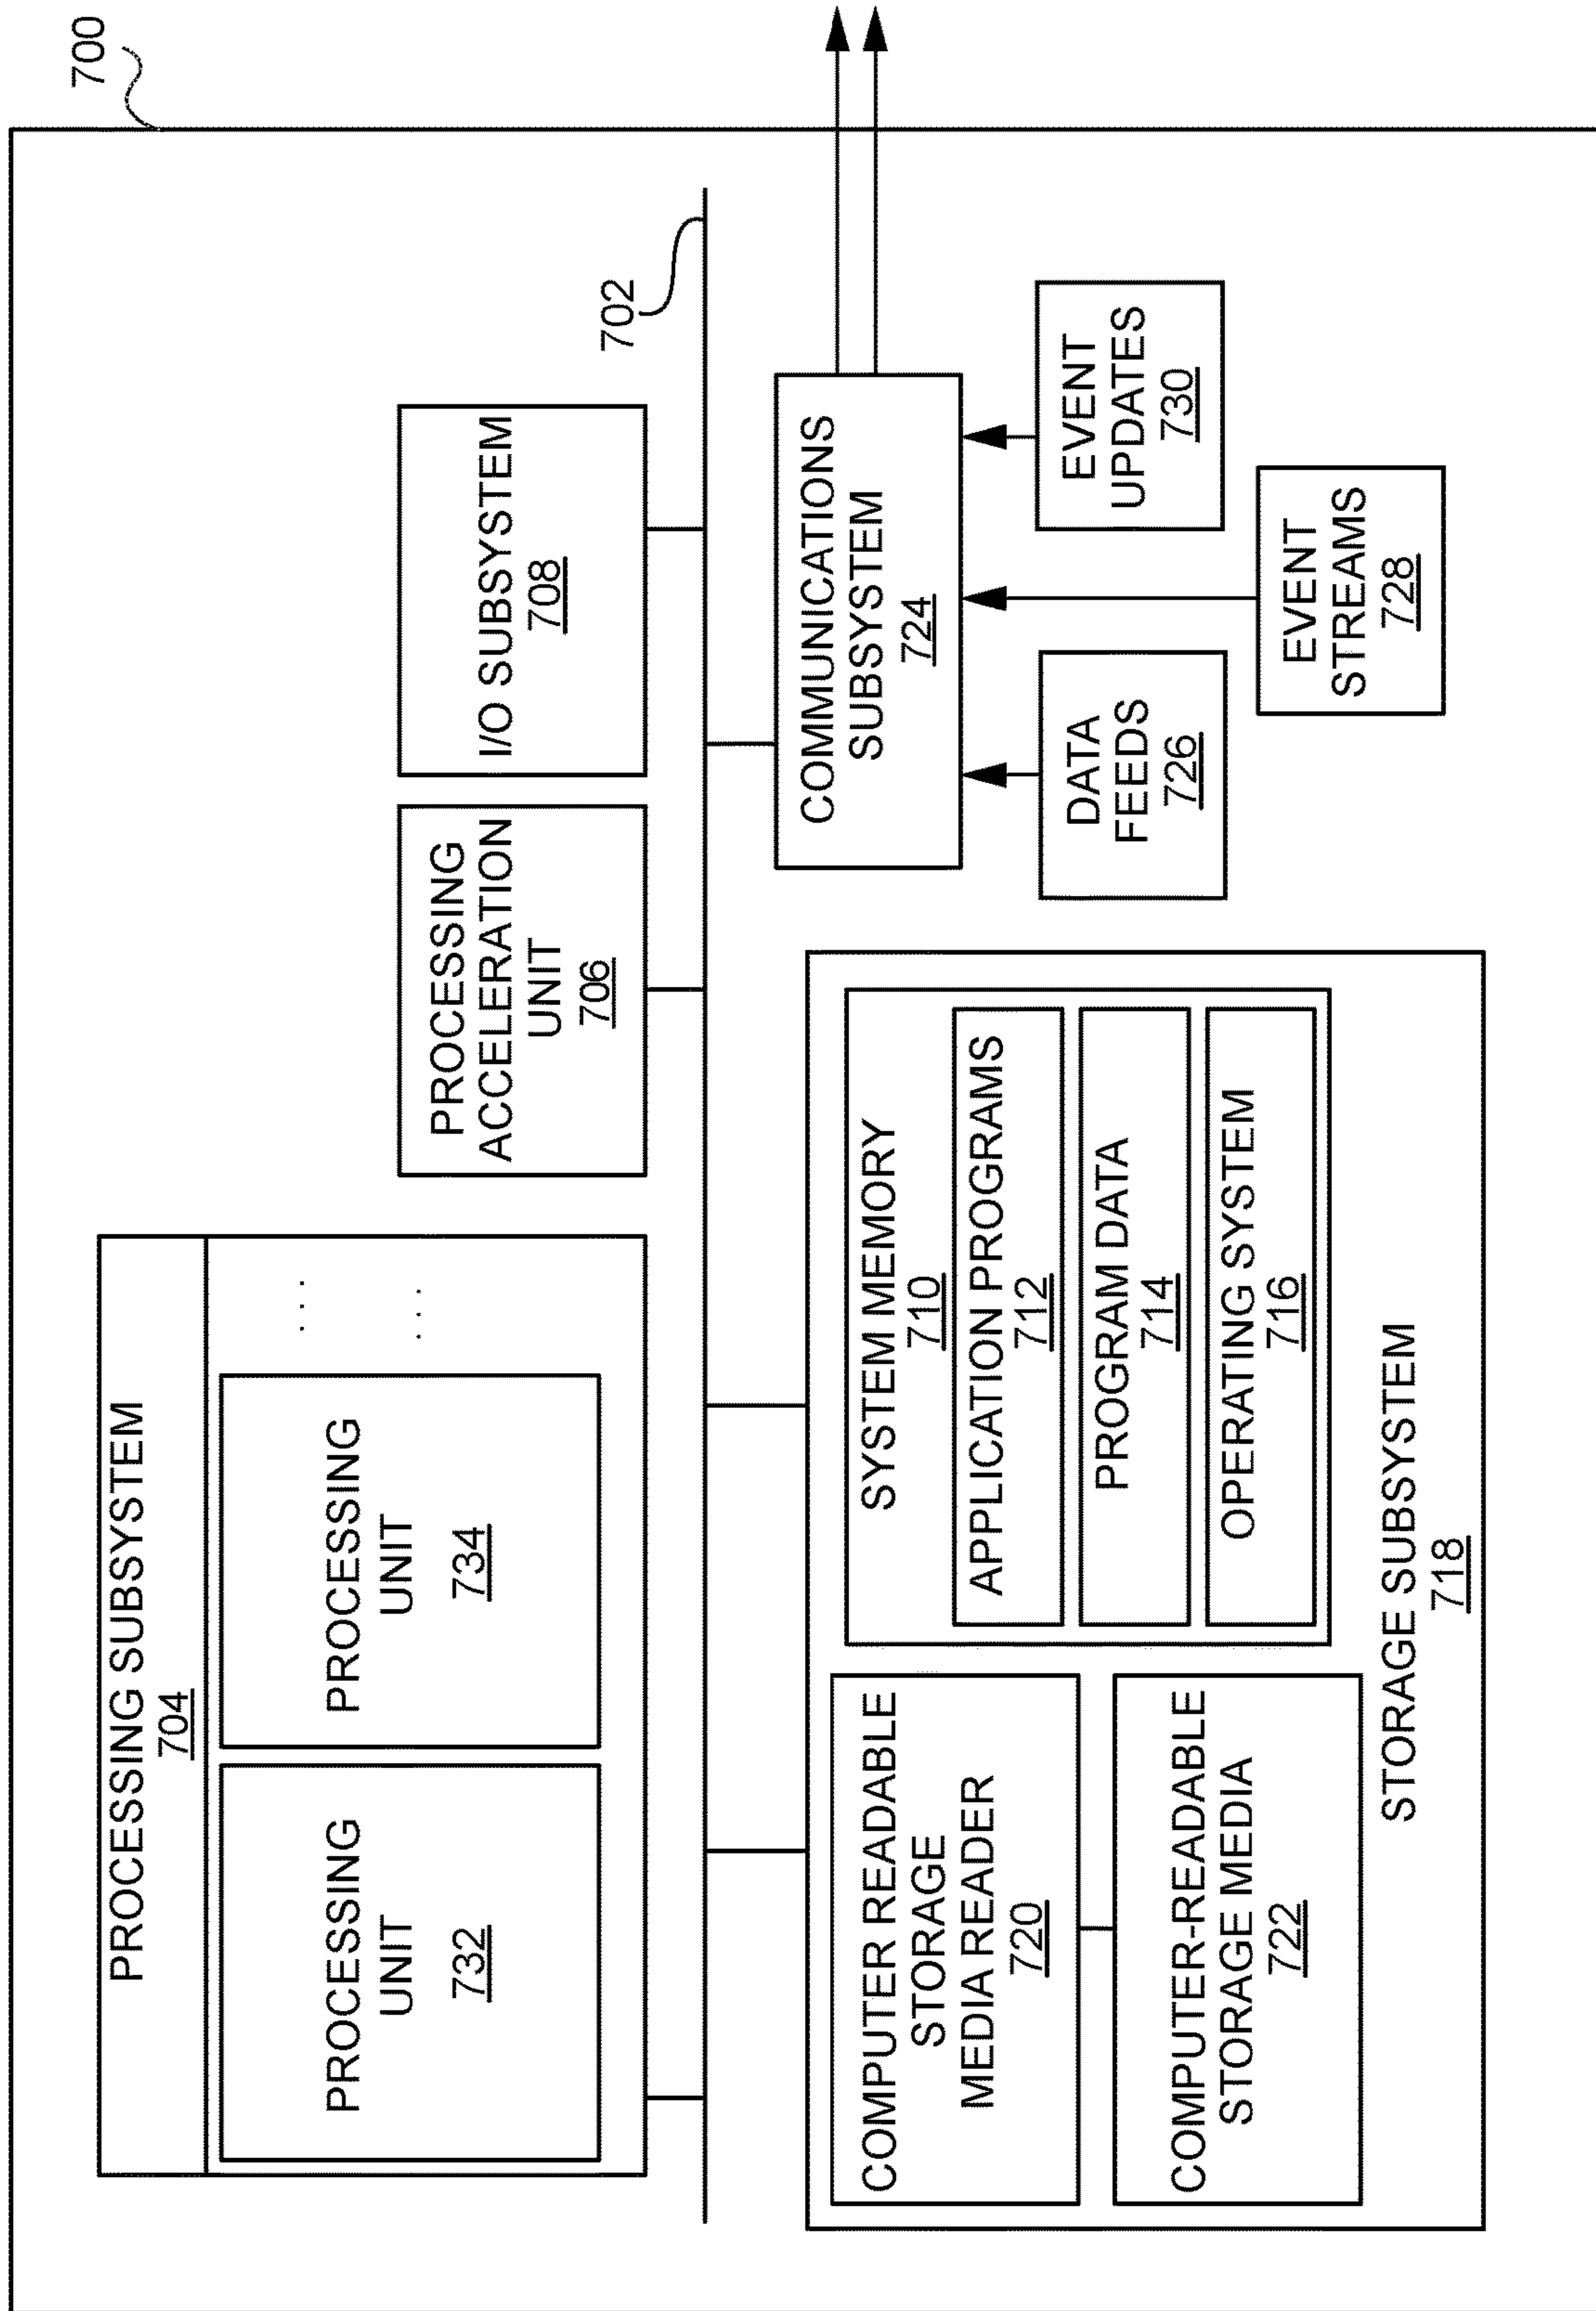 700
PROCESSING SUBSYSTEM
704
PROCESSING
UNIT
732
PROCESSING
UNIT
734
...
...
PROCESSING
ACCELERATION
UNIT
706
I/O SUBSYSTEM
708
702
COMPUTER READABLE
STORAGE
MEDIA READER
720
COMPUTER-READABLE
STORAGE MEDIA
722
SYSTEM MEMORY
710
APPLICATION PROGRAMS
712
PROGRAM DATA
714
OPERATING SYSTEM
716
STORAGE SUBSYSTEM
718
COMMUNICATIONS
SUBSYSTEM
724
DATA
FEEDS
726
EVENT
STREAMS
728
EVENT
UPDATES
730